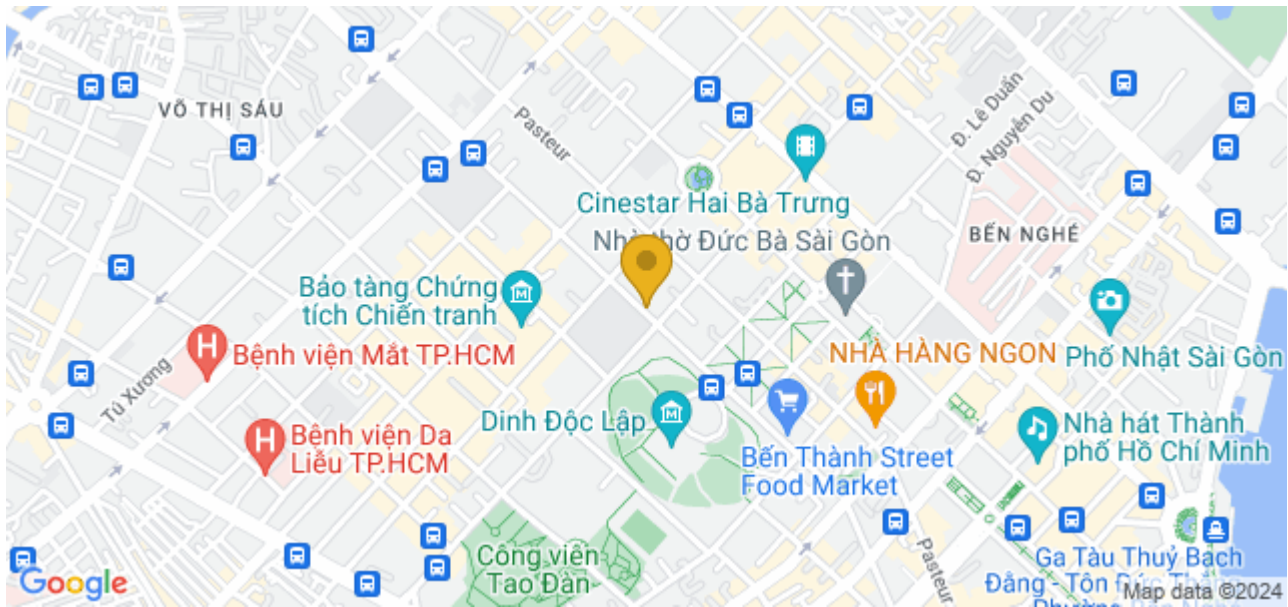 Pasteur
VÕ THỊ SÁU
Đ. Lê Duẩn
Đ. Nguyễn Du
Cinestar Hai Bà Trưng
Nhà thờ Đức Bà Sài Gòn
BẾN NGHÉ
Bảo tàng Chứng
tích Chiến tranh
Bệnh viện Mắt TP.HCM
Tú Xương
NHÀ HÀNG NGON
Phố Nhật Sài Gòn
Dinh Độc Lập
Bệnh viện Da
Liễu TP.HCM
Bến Thành Street
Food Market
Nhà hát Thành
phố Hồ Chí Minh
Công viên
Tao Đàn
Pasteur
Ga Tàu Thuỷ Bạch
Đằng - Tôn Đức
Google
Map data ©2024